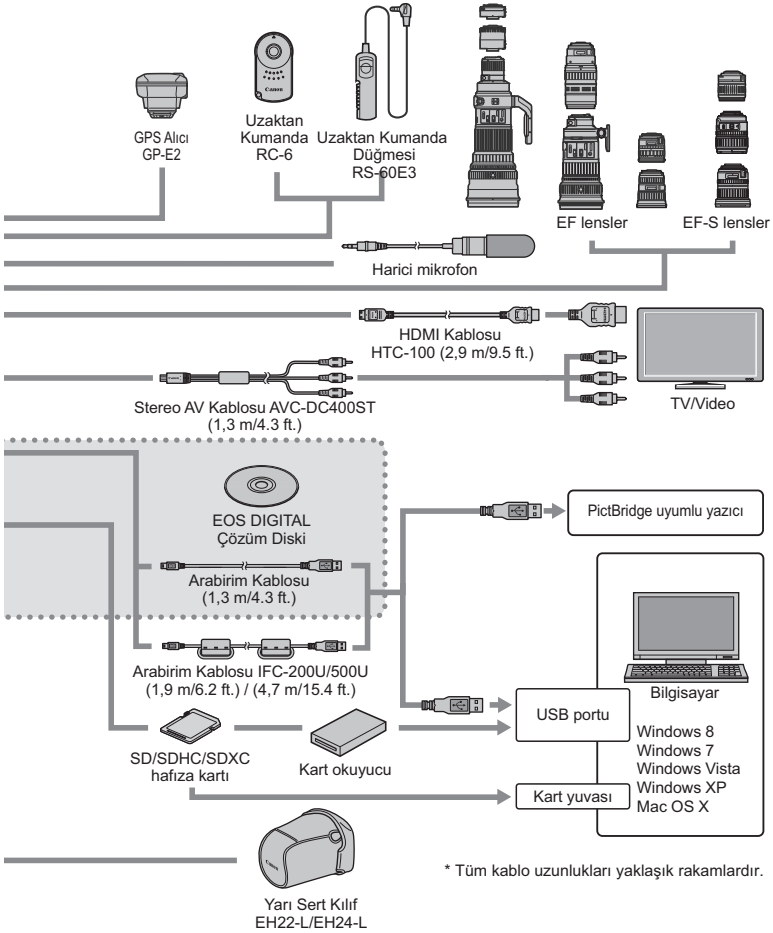 Canon
GPS Alıcı
GP-E2
Uzaktan
Kumanda
RC-6
Uzaktan Kumanda
Düğmesi
RS-60E3
EF lensler
EF-S lensler
Harici mikrofon
HDMI Kablosu
HTC-100 (2,9 m/9.5 ft.)
Stereo AV Kablosu AVC-DC400ST
(1,3 m/4.3 ft.)
TV/Video
EOS DIGITAL
Çözüm Diski
PictBridge uyumlu yazıcı
Arabirim Kablosu
(1,3 m/4.3 ft.)
Arabirim Kablosu IFC-200U/500U
(1,9 m/6.2 ft.) / (4,7 m/15.4 ft.)
Bilgisayar
USB portu
Windows 8
Windows 7
Windows Vista
Windows XP
Mac OS X
SD/SDHC/SDXC
hafıza kartı
Kart okuyucu
Kart yuvası
Canon
* Tüm kablo uzunlukları yaklaşık rakamlardır.
Yarı Sert Kılıf
EH22-L/EH24-L